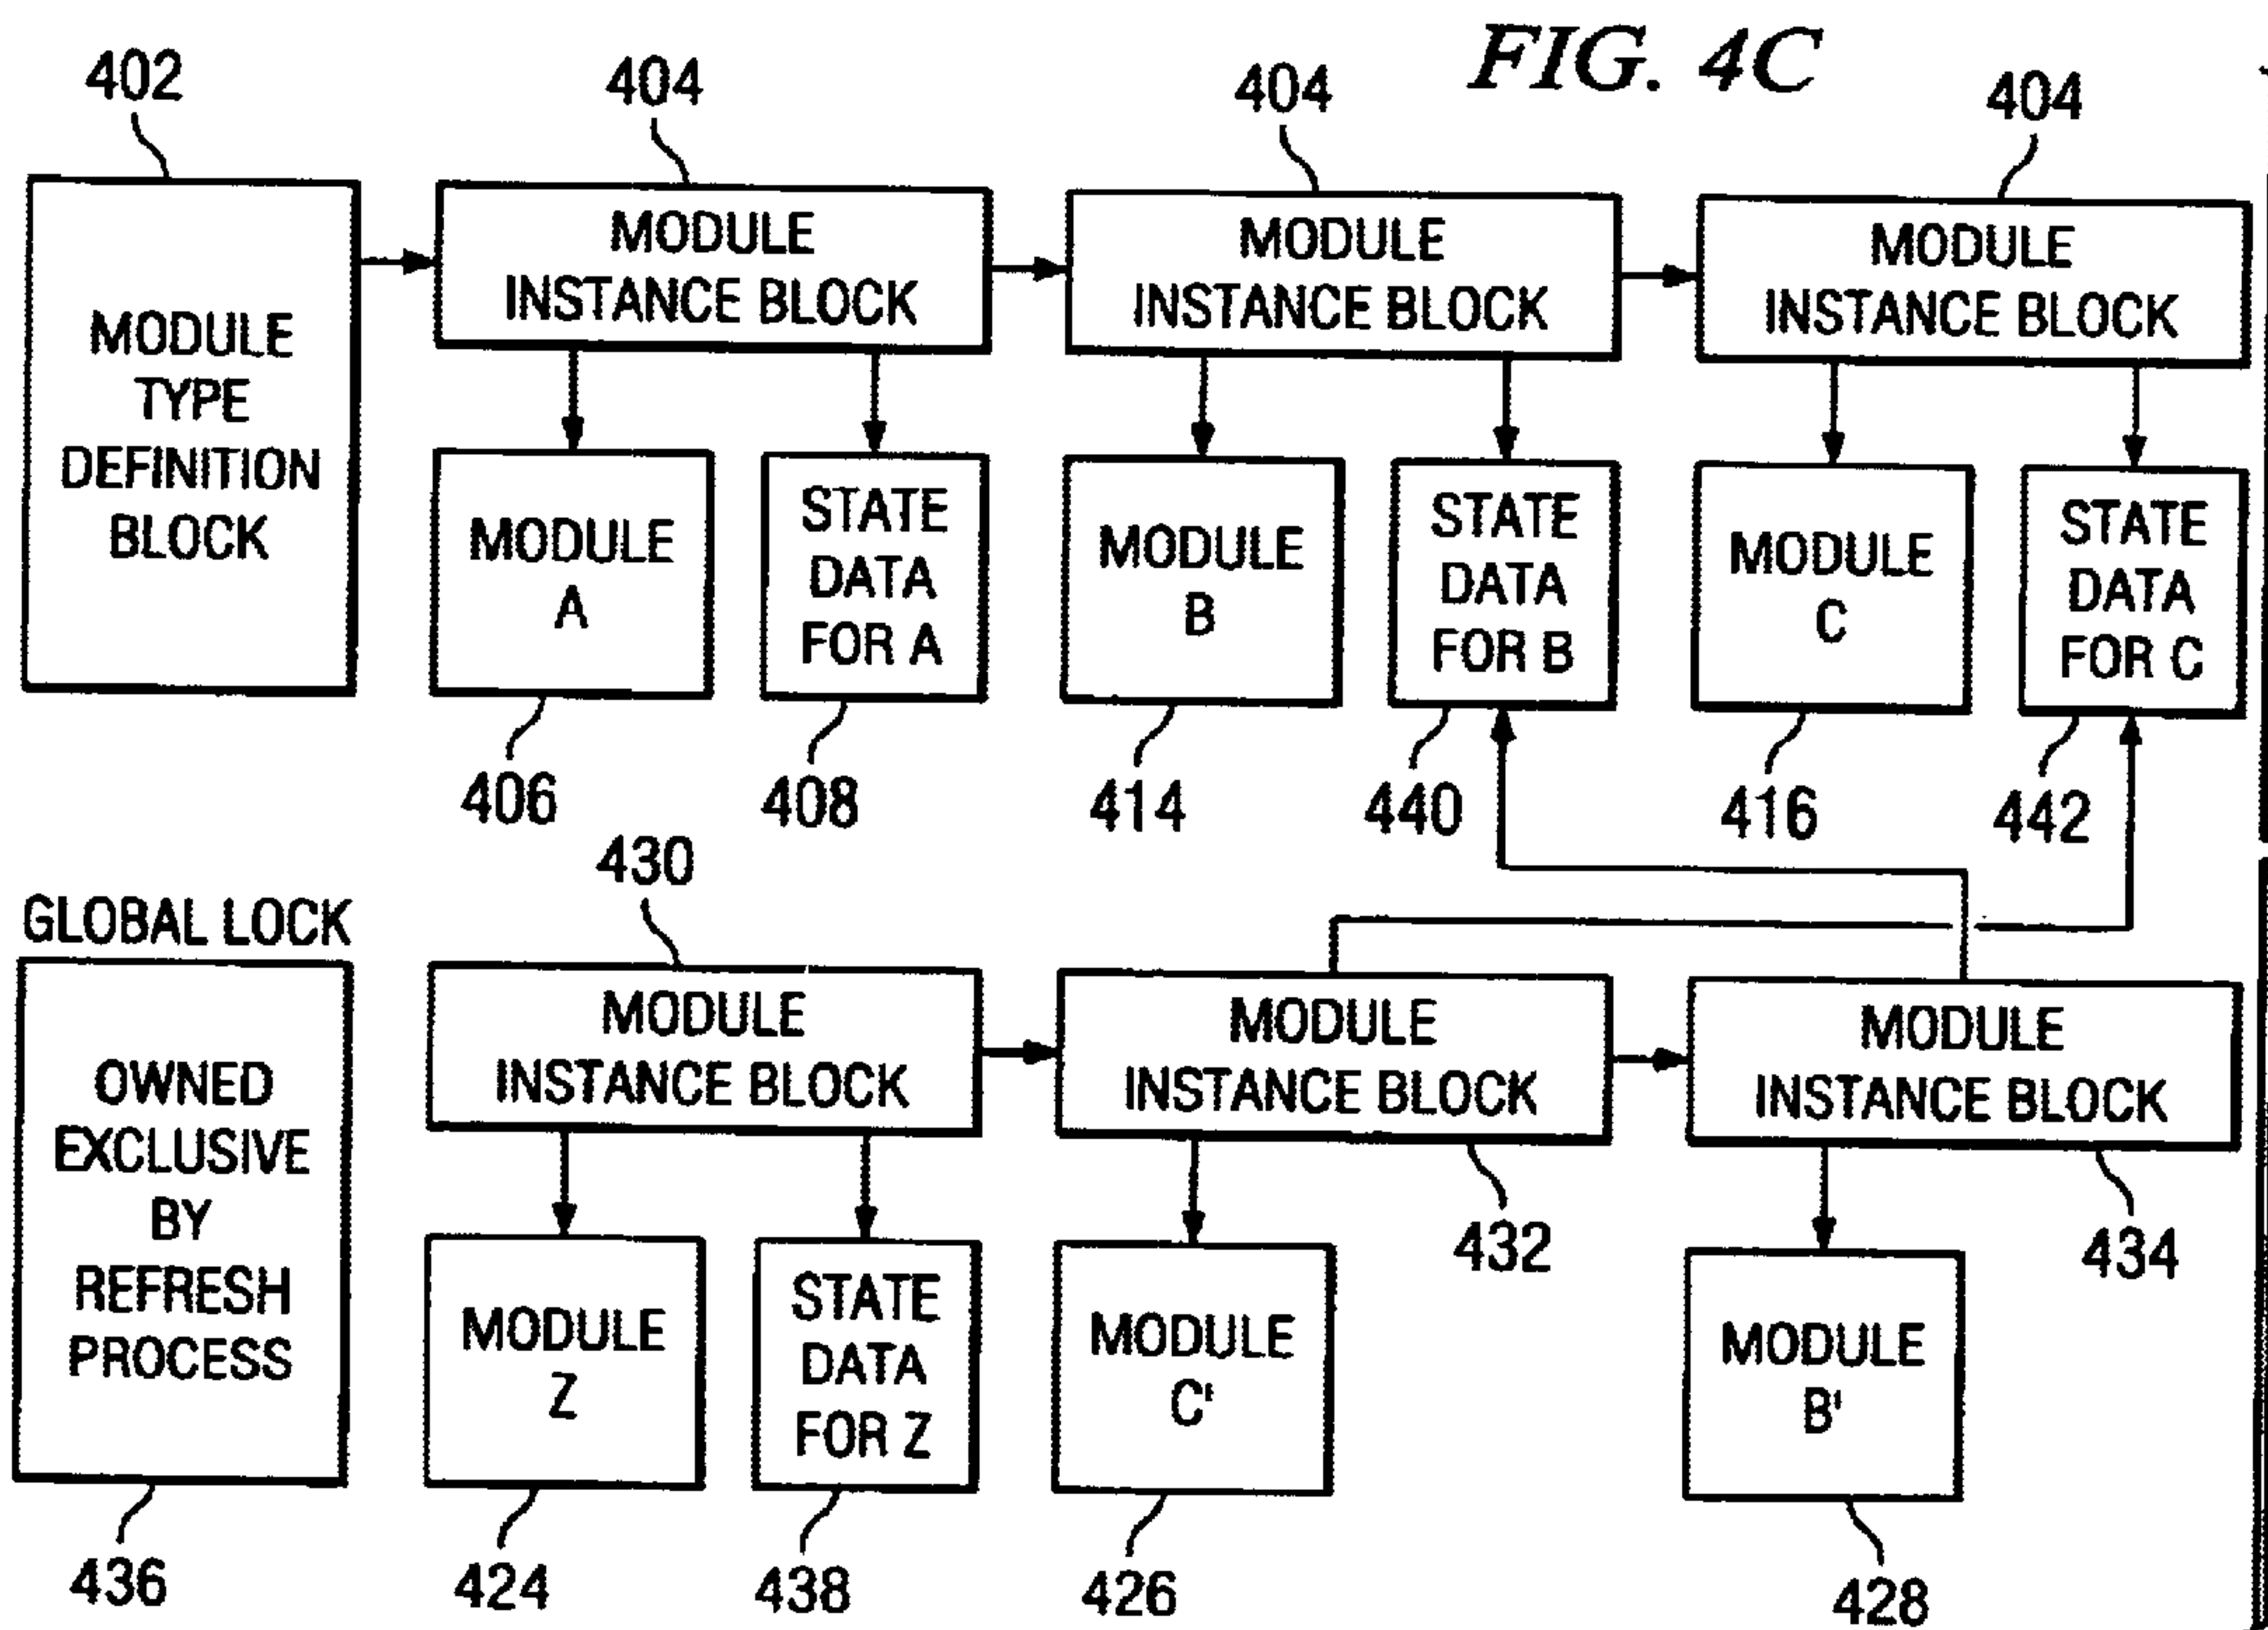 FIG. 4C
402
404
404
404
MODULE
TYPE
DEFINITION
BLOCK
MODULE
INSTANCE BLOCK
MODULE
INSTANCE BLOCK
MODULE
INSTANCE BLOCK
MODULE
A
STATE
DATA
FOR A
MODULE
B
STATE
DATA
FOR B
MODULE
C
STATE
DATA
FOR C
406
408
414
440
416
442
430
GLOBAL LOCK
OWNED
EXCLUSIVE
BY
REFRESH
PROCESS
MODULE
INSTANCE BLOCK
MODULE
INSTANCE BLOCK
MODULE
INSTANCE BLOCK
432
434
MODULE
Z
STATE
DATA
FOR Z
MODULE
C'
MODULE
B'
436
424
438
426
428